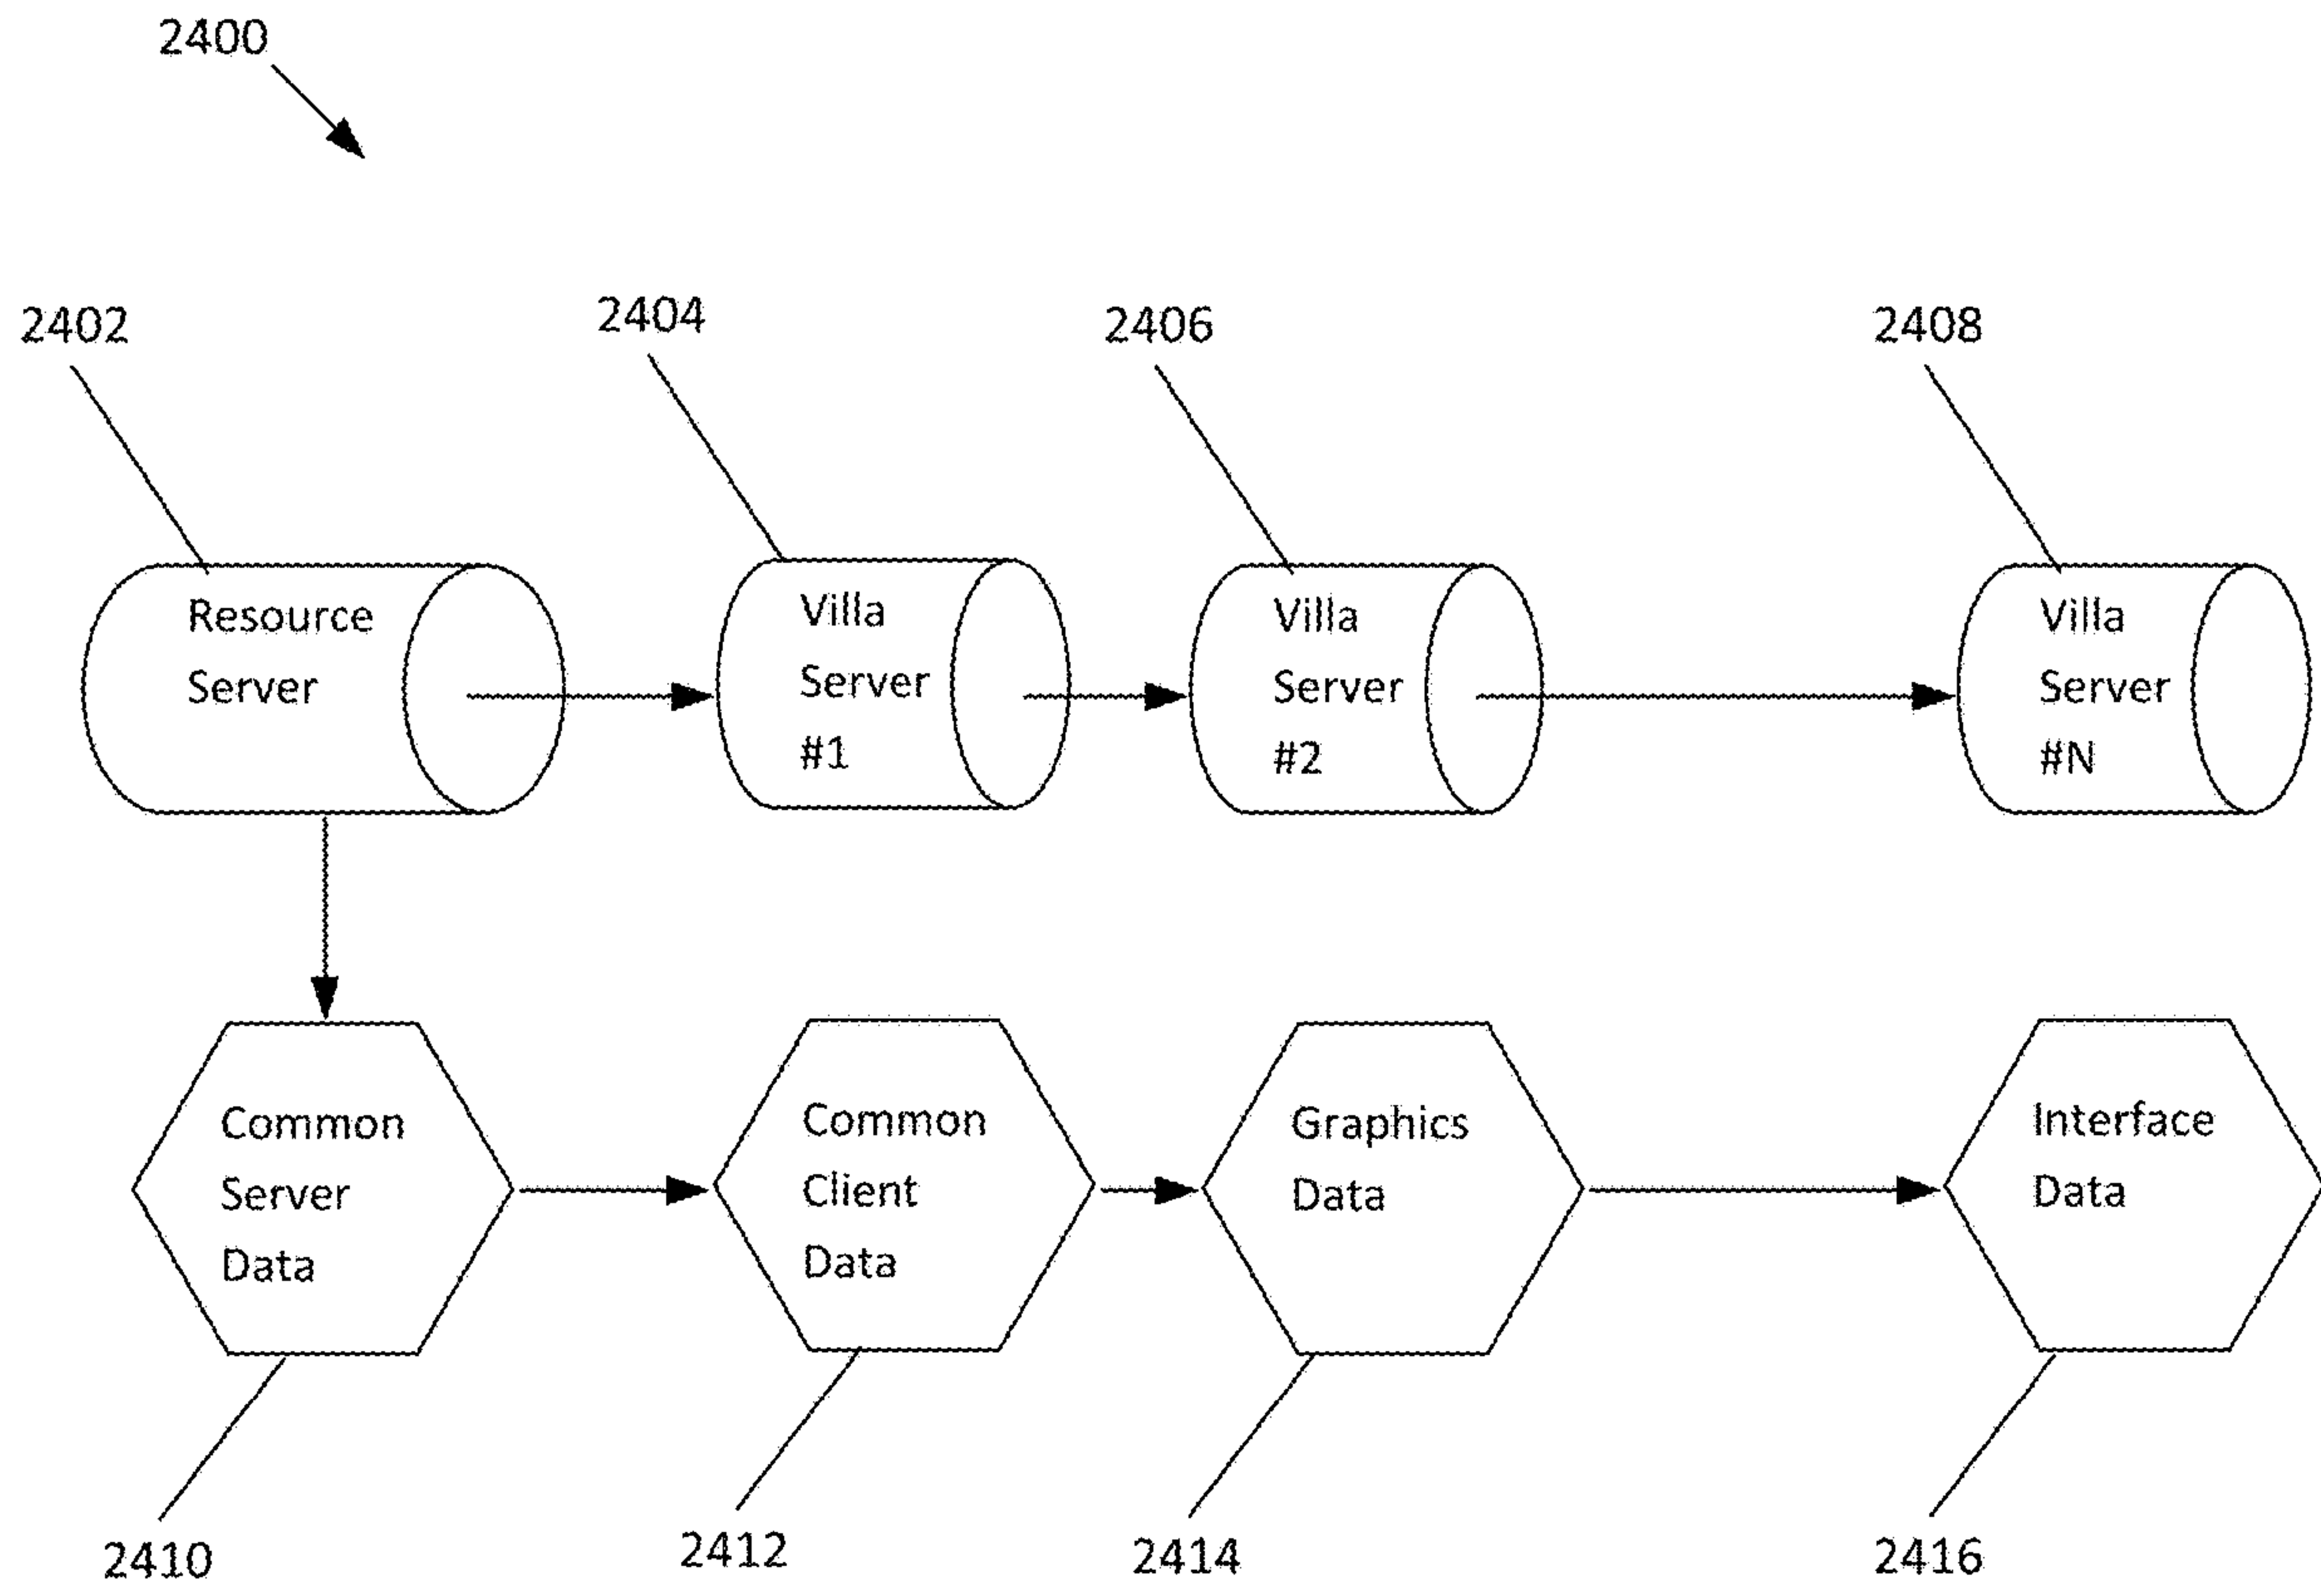 2400
2402
2404
2406
2408
Resource
Server
Villa
Server
#1
Villa
Server
#2
Villa
Server
#N
Common
Server
Data
Common
Client
Data
Graphics
Data
Interface
Data
2410
2412
2414
2416